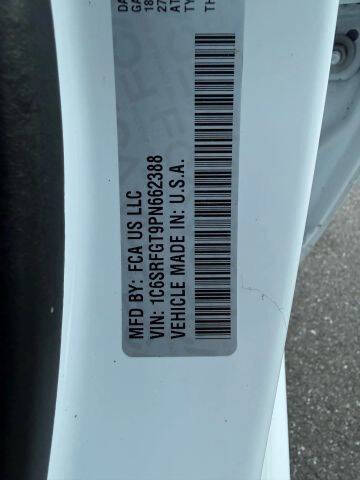 MFD BY: FCA US LLC
VIN: 1C6SRFGT9PN662388
VEHICLE MADE IN: U.S.A.